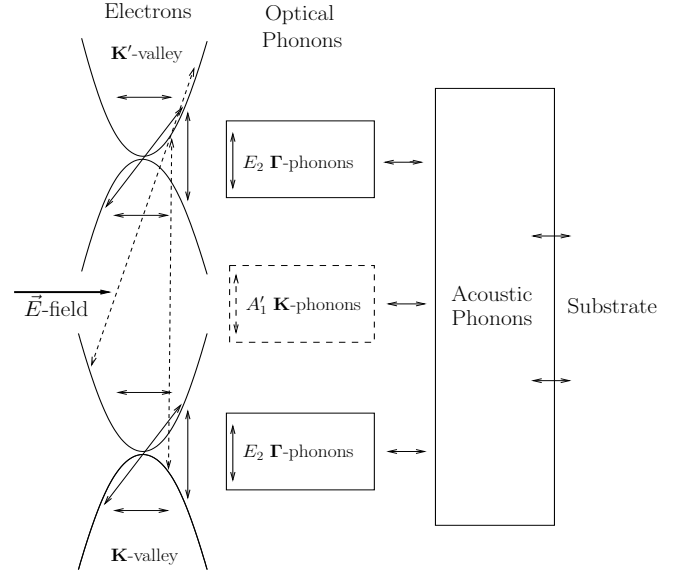 Electrons
Optical
Phonons
K′-valley
E₂ Γ-phonons
A′₁ K-phonons
E⃗-field
Acoustic
Phonons
Substrate
E₂ Γ-phonons
K-valley